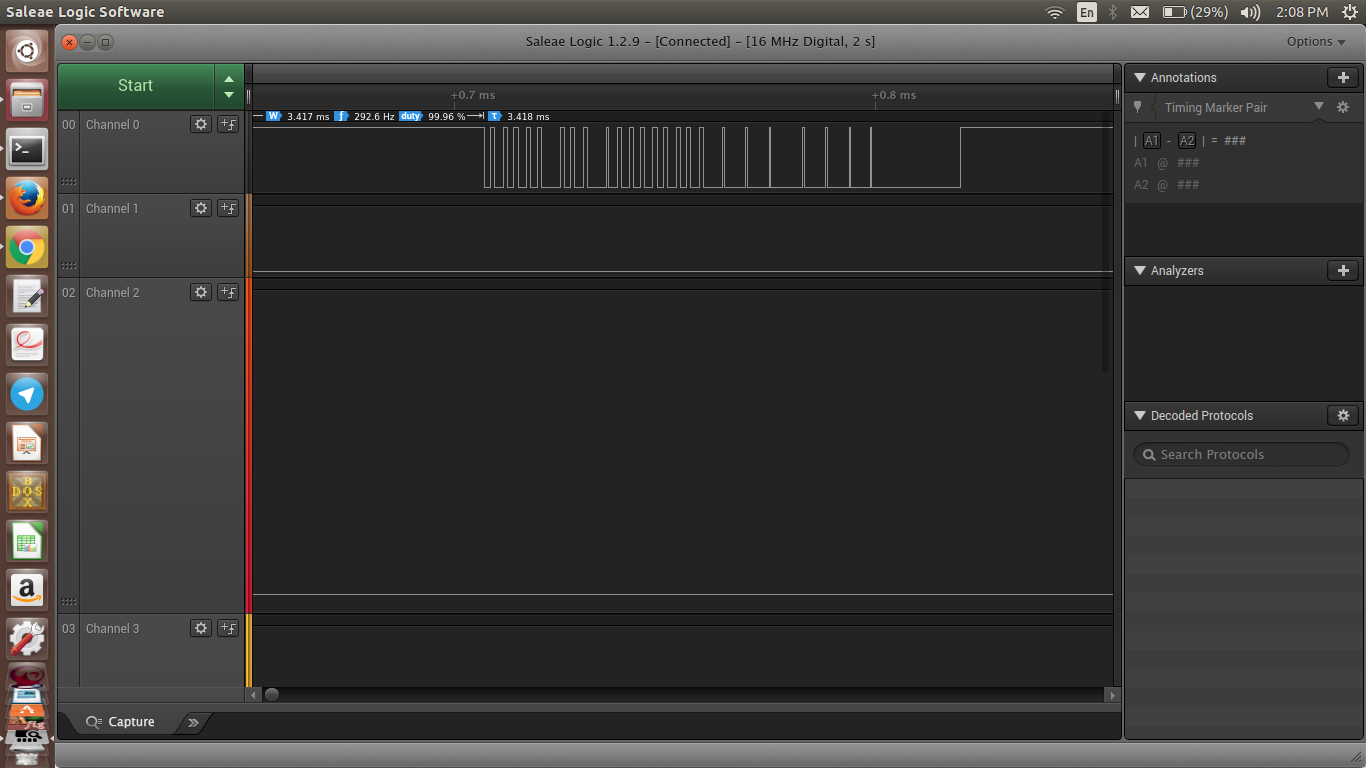 Saleae Logic Software
En
(29%)
2:08 PM
Saleae Logic 1.2.9 – [Connected] – [16 MHz Digital, 2 s]
Options
Start
+0.7 ms
+0.8 ms
Annotations
W 3.417 ms f 292.6 Hz duty 99.96 % τ 3.418 ms
Timing Marker Pair
00 Channel 0
| A1 - A2 | = ###
A1 @ ###
A2 @ ###
01 Channel 1
Analyzers
02 Channel 2
Decoded Protocols
Search Protocols
DOS
BOX
a
03 Channel 3
Capture